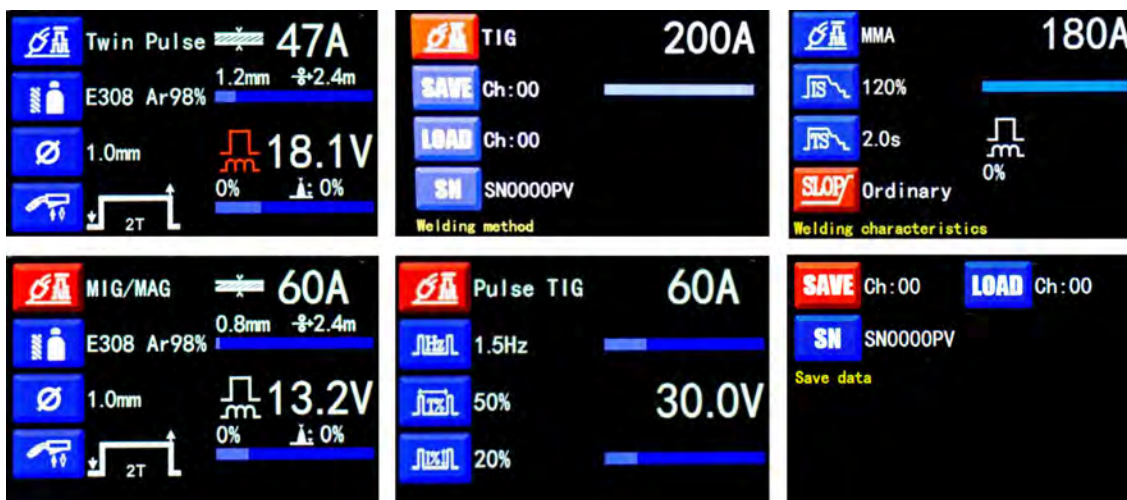 Twin Pulse 47A
1.2mm 2.4m
E308 Ar98%
1.0mm 18.1V
0% 0%
2T
TIG 200A
SAVE Ch:00
LOAD Ch:00
SN SN0000PV
Welding method
MMA 180A
IS 120%
TS 2.0s
0%
SLOP Ordinary
Welding characteristics
MIG/MAG 60A
0.8mm 2.4m
E308 Ar98%
1.0mm 13.2V
0% 0%
2T
Pulse TIG 60A
Hz 1.5Hz
T% 50% 30.0V
I% 20%
SAVE Ch:00 LOAD Ch:00
SN SN0000PV
Save data